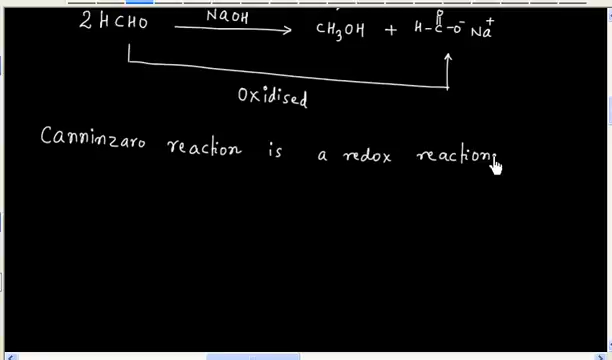 2 HCHO NaOH CH3OH + H-C-O⁻ Na⁺
O
Oxidised
Canninzaro reaction is a redox reaction